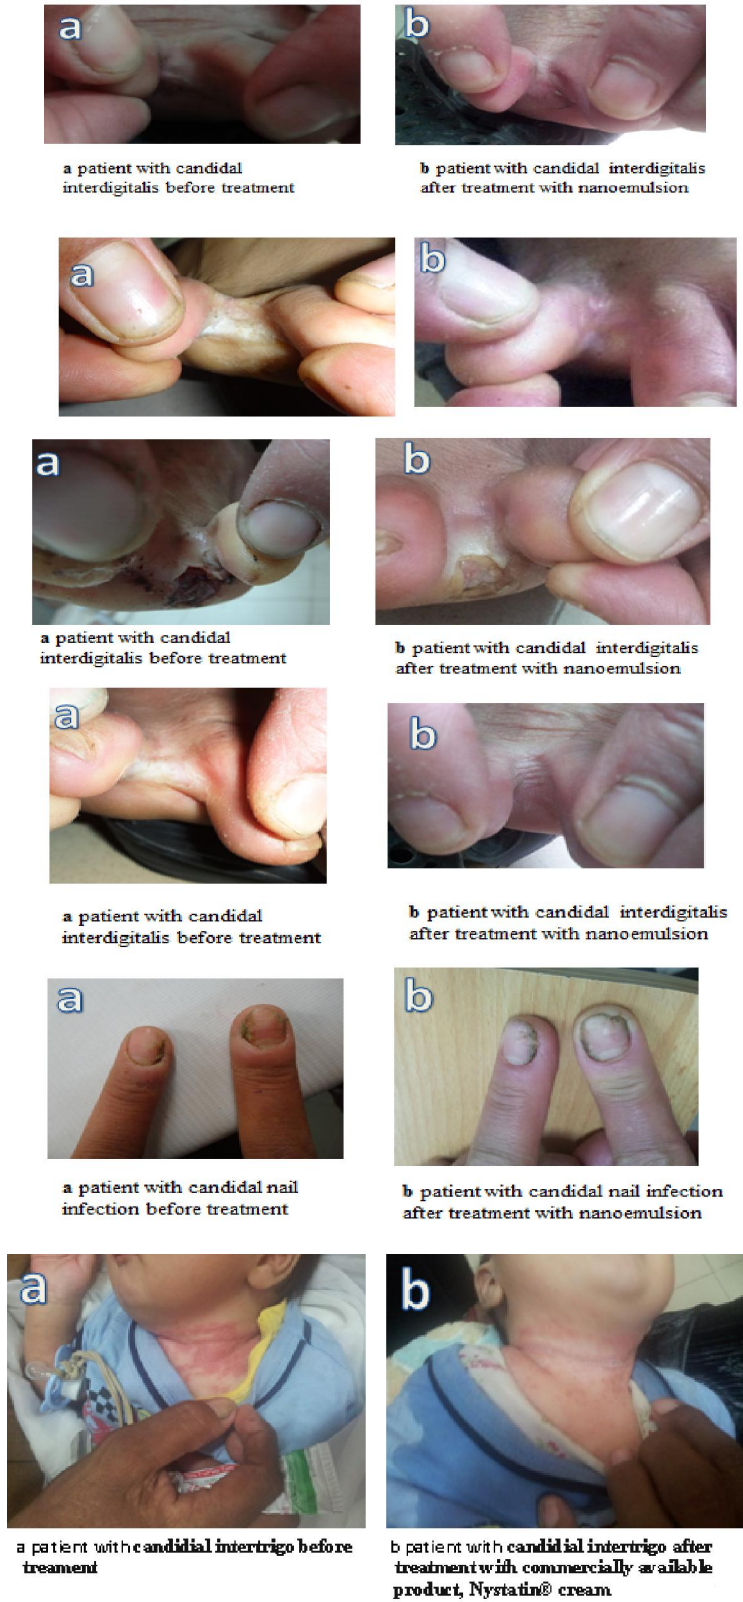 a
b
a patient with candidal
interdigitalis before treatment
b patient with candidal interdigitalis
after treatment with nanoemulsion
a
b
a
b
a patient with candidal
interdigitalis before treatment
b patient with candidal interdigitalis
after treatment with nanoemulsion
a
b
a patient with candidal
interdigitalis before treatment
b patient with candidal interdigitalis
after treatment with nanoemulsion
a
b
a patient with candidal nail
infection before treatment
b patient with candidal nail infection
after treatment with nanoemulsion
a
b
a patient with candidial intertrigo before
treament
b patient with candidial intertrigo after
treatment with commercially available
product, Nystatin® cream